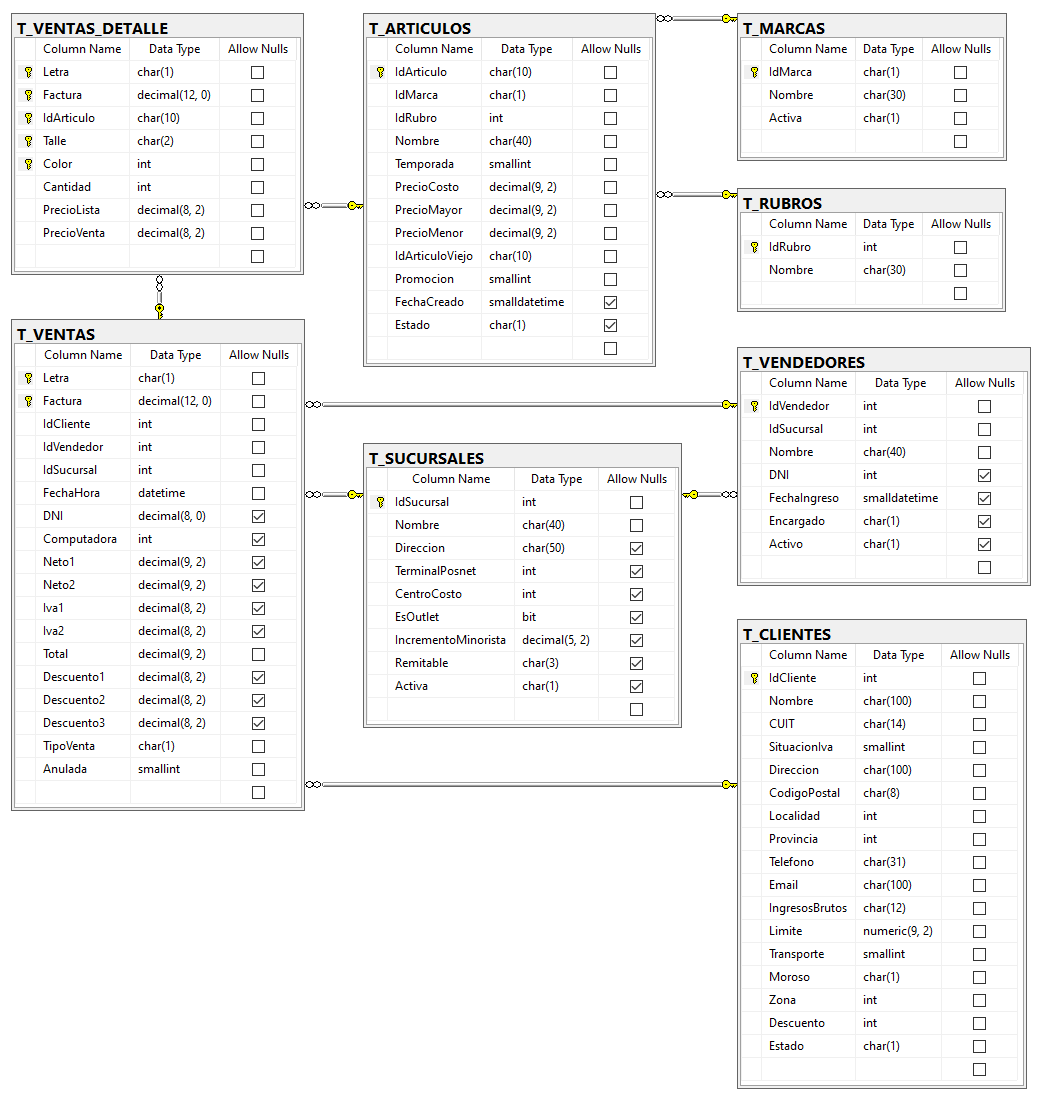 T_VENTAS_DETALLE
Column Name Data Type Allow Nulls
Letra char(1)
Factura decimal(12, 0)
IdArticulo char(10)
Talle char(2)
Color int
Cantidad int
PrecioLista decimal(8, 2)
PrecioVenta decimal(8, 2)
T_ARTICULOS
Column Name Data Type Allow Nulls
IdArticulo char(10)
IdMarca char(1)
IdRubro int
Nombre char(40)
Temporada smallint
PrecioCosto decimal(9, 2)
PrecioMayor decimal(9, 2)
PrecioMenor decimal(9, 2)
IdArticuloViejo char(10)
Promocion smallint
FechaCreado smalldatetime
Estado char(1)
T_MARCAS
Column Name Data Type Allow Nulls
IdMarca char(1)
Nombre char(30)
Activa char(1)
T_RUBROS
Column Name Data Type Allow Nulls
IdRubro int
Nombre char(30)
T_VENTAS
Column Name Data Type Allow Nulls
Letra char(1)
Factura decimal(12, 0)
IdCliente int
IdVendedor int
IdSucursal int
FechaHora datetime
DNI decimal(8, 0)
Computadora int
Neto1 decimal(9, 2)
Neto2 decimal(9, 2)
Iva1 decimal(8, 2)
Iva2 decimal(8, 2)
Total decimal(9, 2)
Descuento1 decimal(8, 2)
Descuento2 decimal(8, 2)
Descuento3 decimal(8, 2)
TipoVenta char(1)
Anulada smallint
T_SUCURSALES
Column Name Data Type Allow Nulls
IdSucursal int
Nombre char(40)
Direccion char(50)
TerminalPosnet int
CentroCosto int
EsOutlet bit
IncrementoMinorista decimal(5, 2)
Remitable char(3)
Activa char(1)
T_VENDEDORES
Column Name Data Type Allow Nulls
IdVendedor int
IdSucursal int
Nombre char(40)
DNI int
FechaIngreso smalldatetime
Encargado char(1)
Activo char(1)
T_CLIENTES
Column Name Data Type Allow Nulls
IdCliente int
Nombre char(100)
CUIT char(14)
SituacionIva smallint
Direccion char(100)
CodigoPostal char(8)
Localidad int
Provincia int
Telefono char(31)
Email char(100)
IngresosBrutos char(12)
Limite numeric(9, 2)
Transporte smallint
Moroso char(1)
Zona int
Descuento int
Estado char(1)